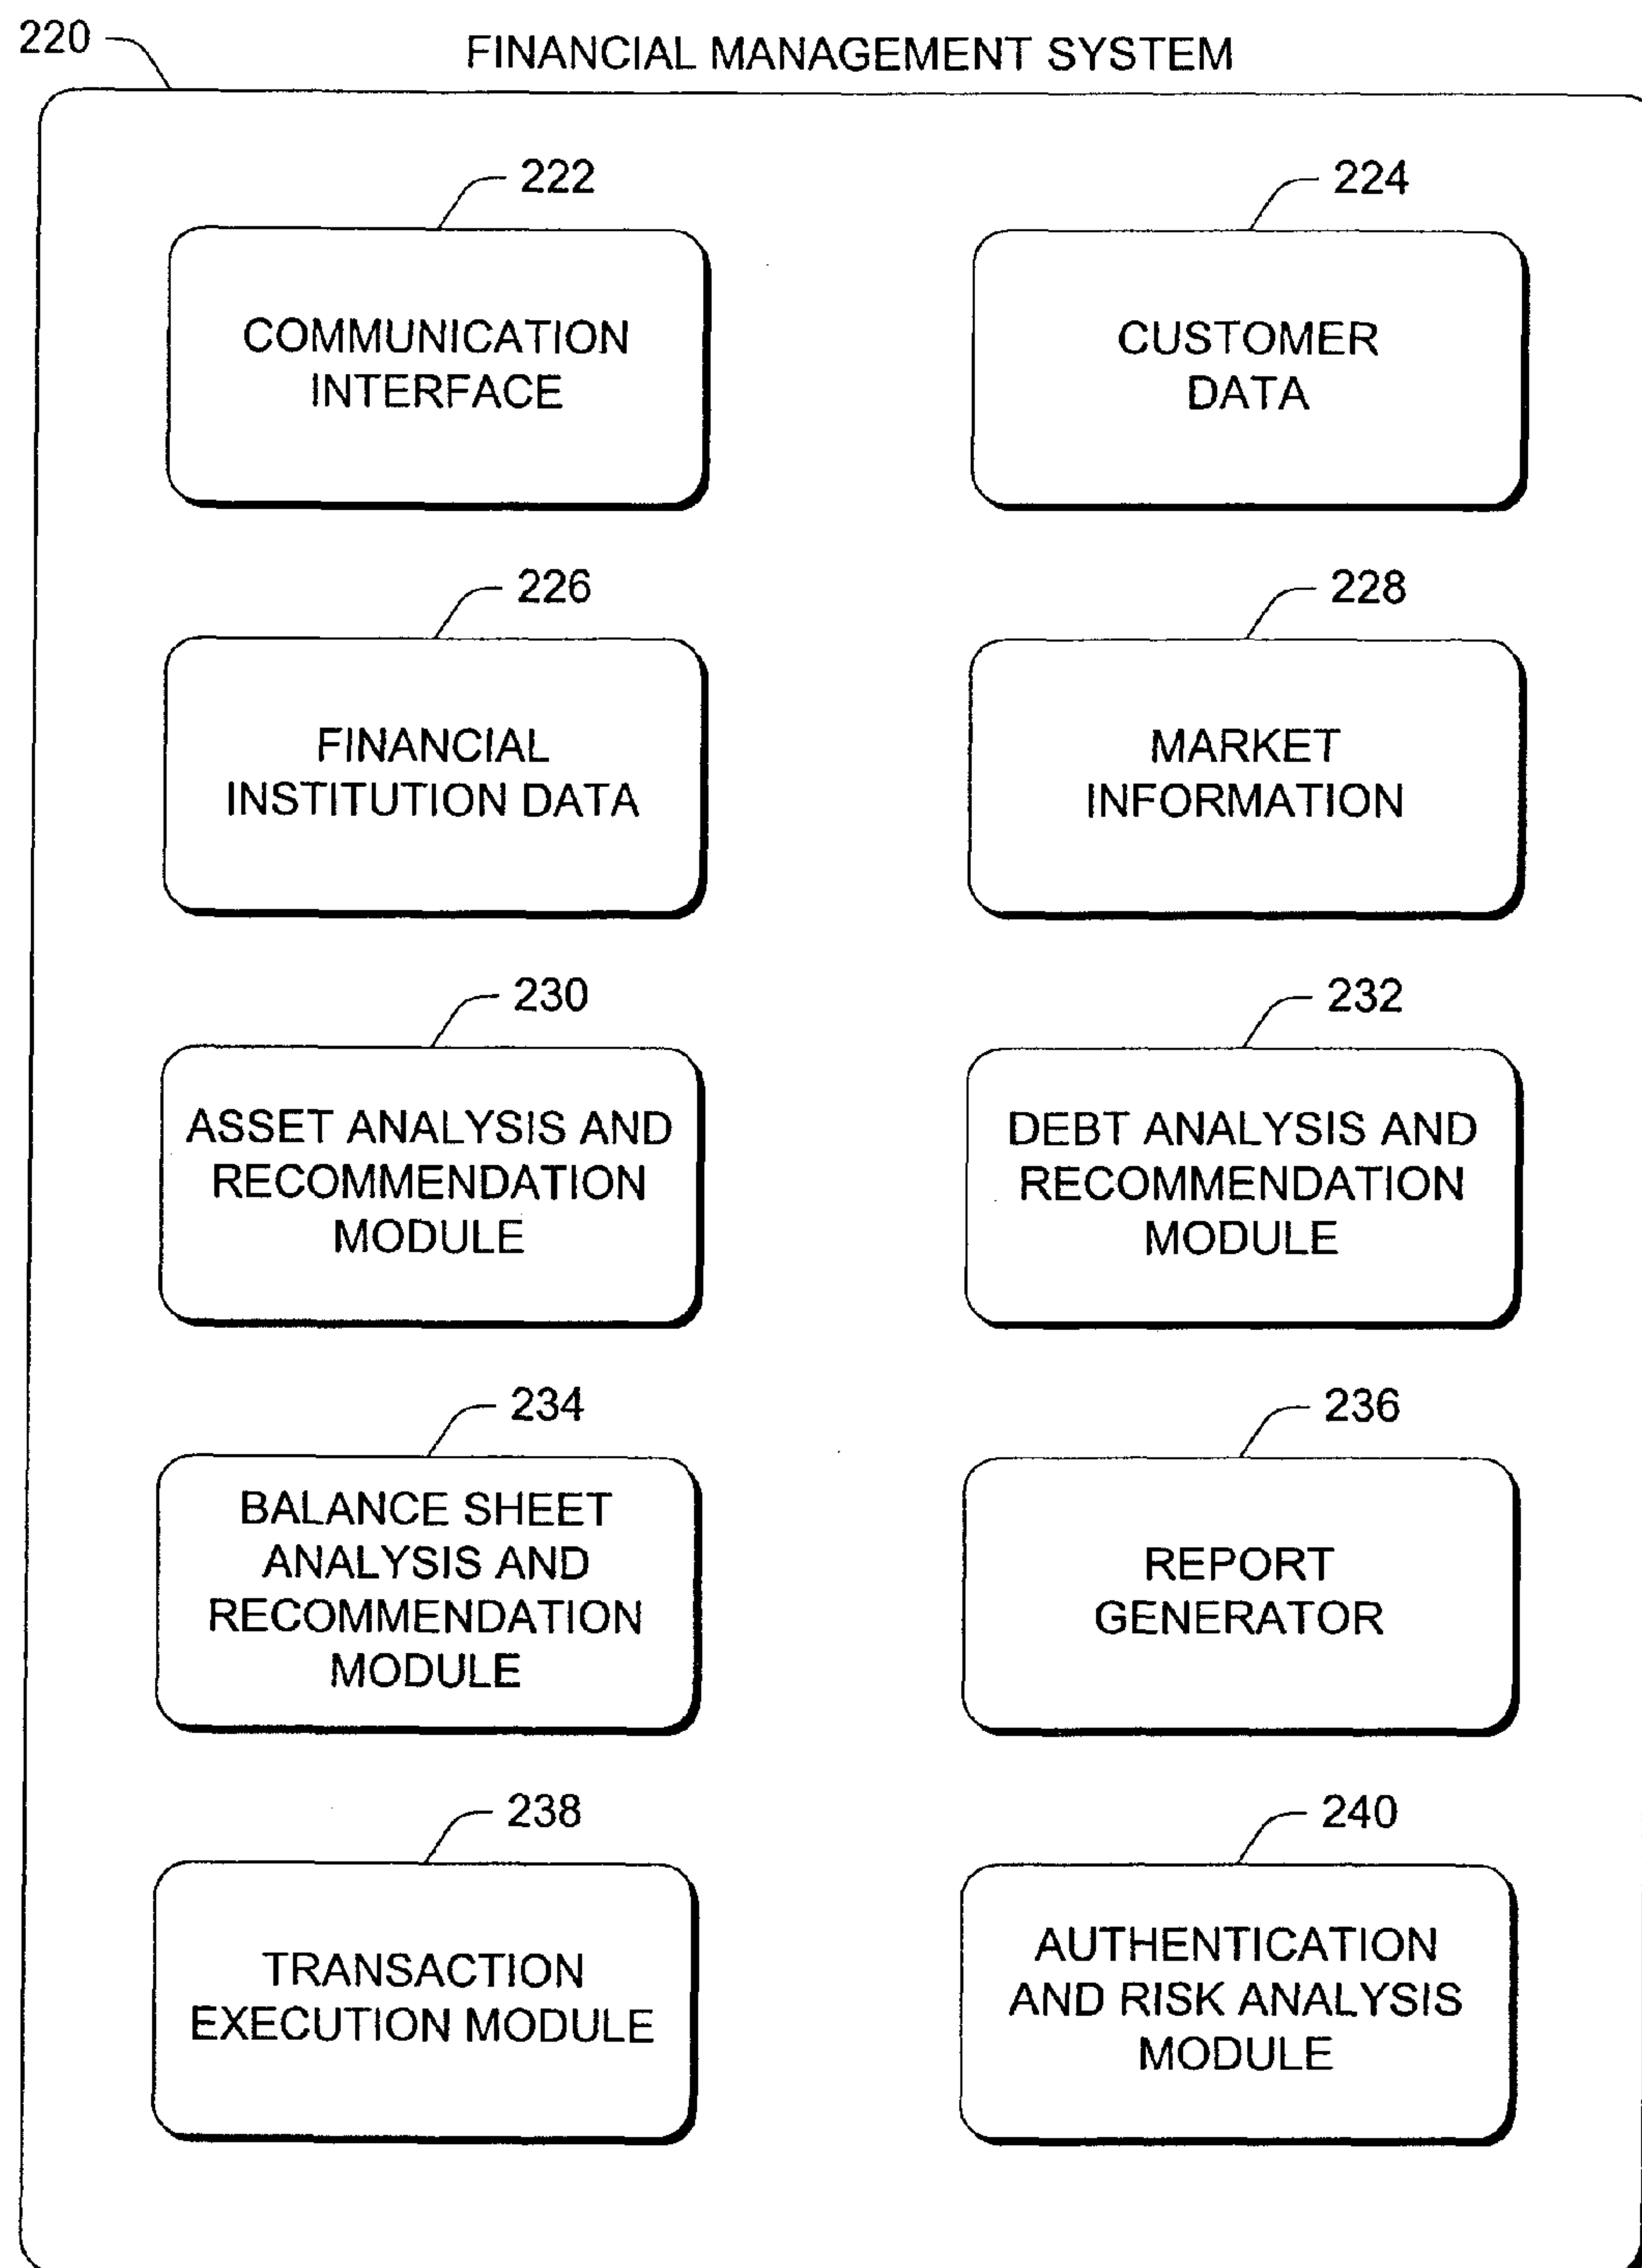 220
FINANCIAL MANAGEMENT SYSTEM
222
224
COMMUNICATION
INTERFACE
CUSTOMER
DATA
226
228
FINANCIAL
INSTITUTION DATA
MARKET
INFORMATION
230
232
ASSET ANALYSIS AND
RECOMMENDATION
MODULE
DEBT ANALYSIS AND
RECOMMENDATION
MODULE
234
236
BALANCE SHEET
ANALYSIS AND
RECOMMENDATION
MODULE
REPORT
GENERATOR
238
240
TRANSACTION
EXECUTION MODULE
AUTHENTICATION
AND RISK ANALYSIS
MODULE